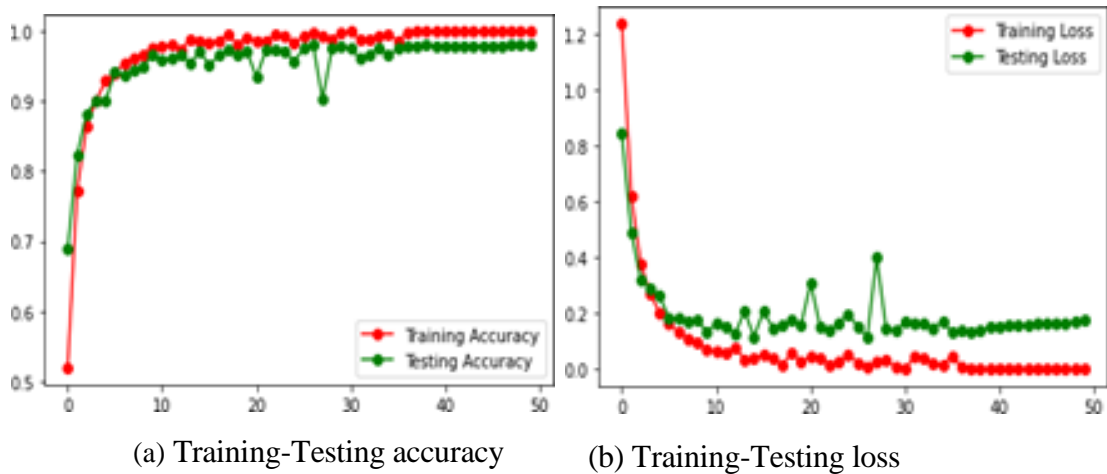 1.0
0.9
0.8
0.7
0.6
0.5
Training Accuracy
Testing Accuracy
0 10 20 30 40 50
(a) Training-Testing accuracy
1.2
1.0
0.8
0.6
0.4
0.2
0.0
Training Loss
Testing Loss
0 10 20 30 40 50
(b) Training-Testing loss